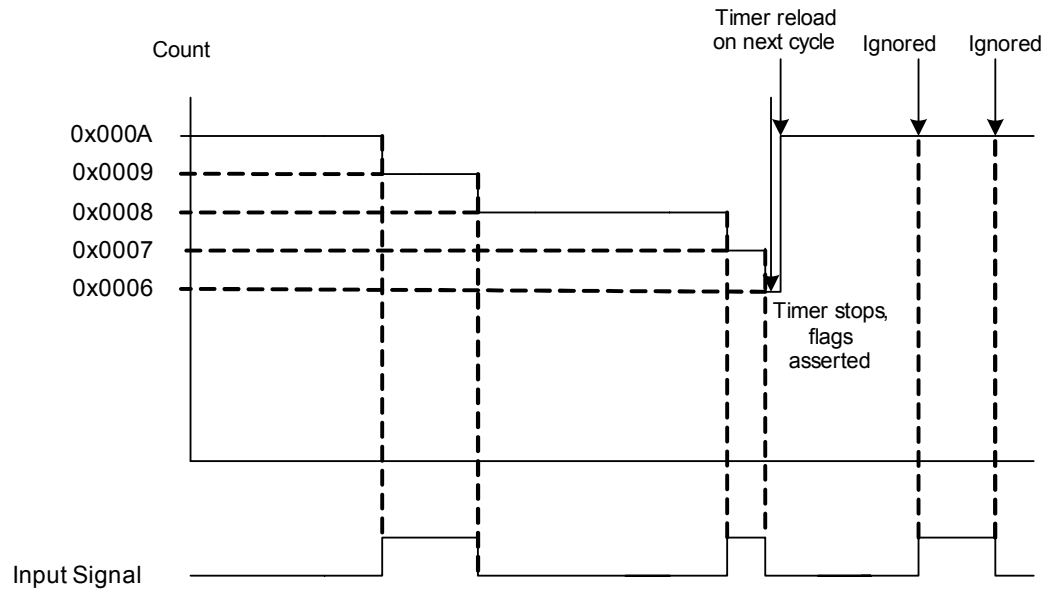 Timer reload
on next cycle
Ignored
Ignored
Count
0x000A
0x0009
0x0008
0x0007
0x0006
Timer stops,
flags
asserted
Input Signal